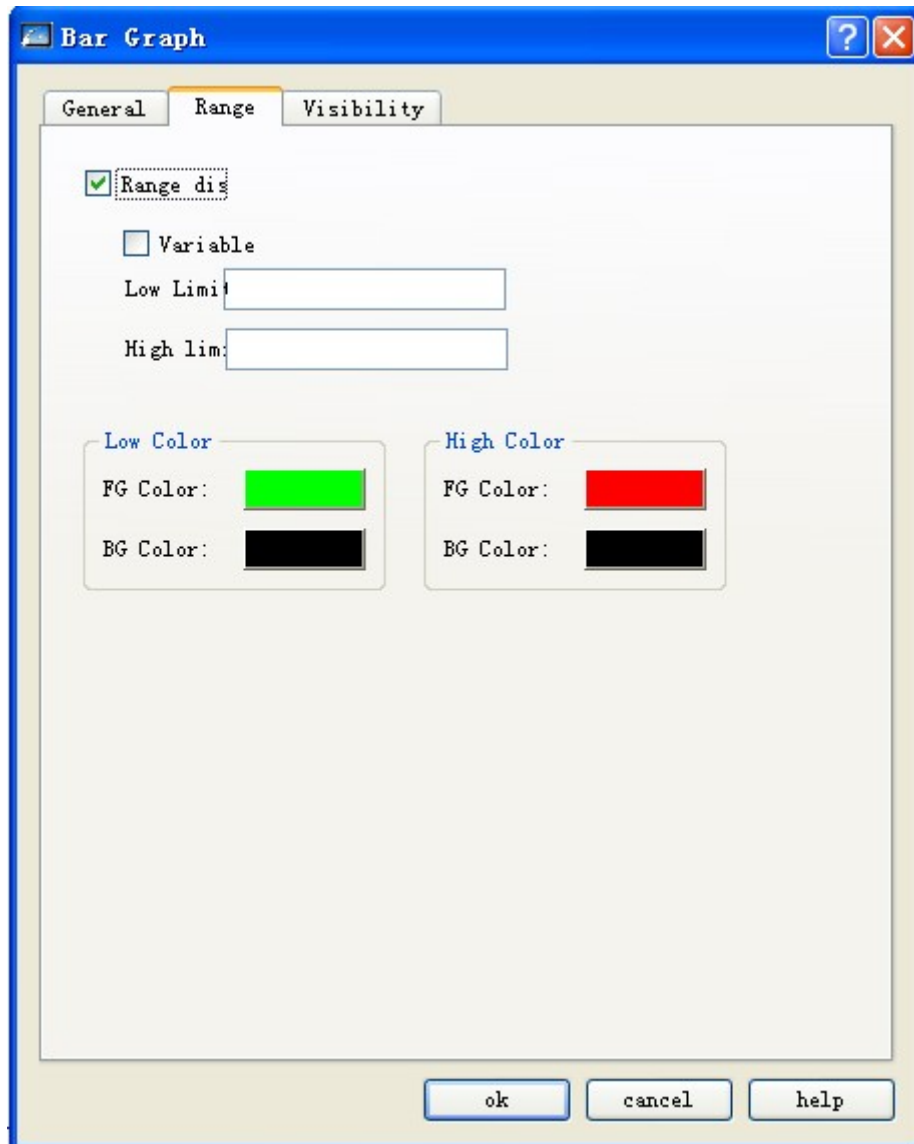 Bar Graph
General Range Visibility
Range dis
Variable
Low Limit
High lim:
Low Color High Color
FG Color: FG Color:
BG Color: BG Color:
ok cancel help